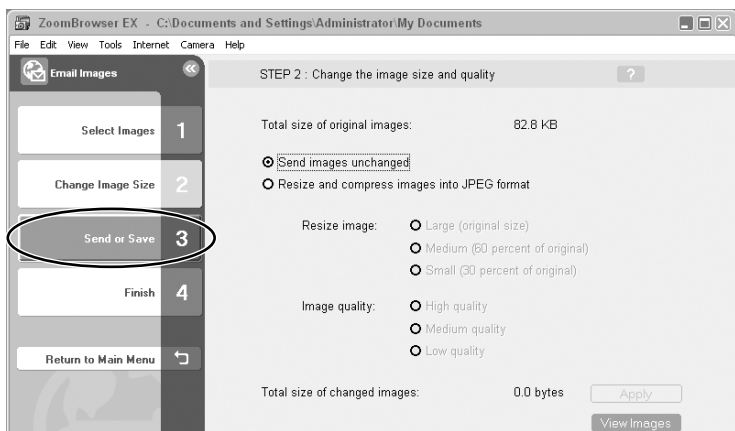 ZoomBrowser EX - C:\Documents and Settings\Administrator\My Documents
File Edit View Tools Internet Camera Help
Email Images
STEP 2 : Change the image size and quality
?
Select Images 1
Change Image Size 2
Send or Save 3
Finish 4
Return to Main Menu
Total size of original images: 82.8 KB
Send images unchanged
Resize and compress images into JPEG format
Resize image: Large (original size)
Medium (60 percent of original)
Small (30 percent of original)
Image quality: High quality
Medium quality
Low quality
Total size of changed images: 0.0 bytes Apply
View Images